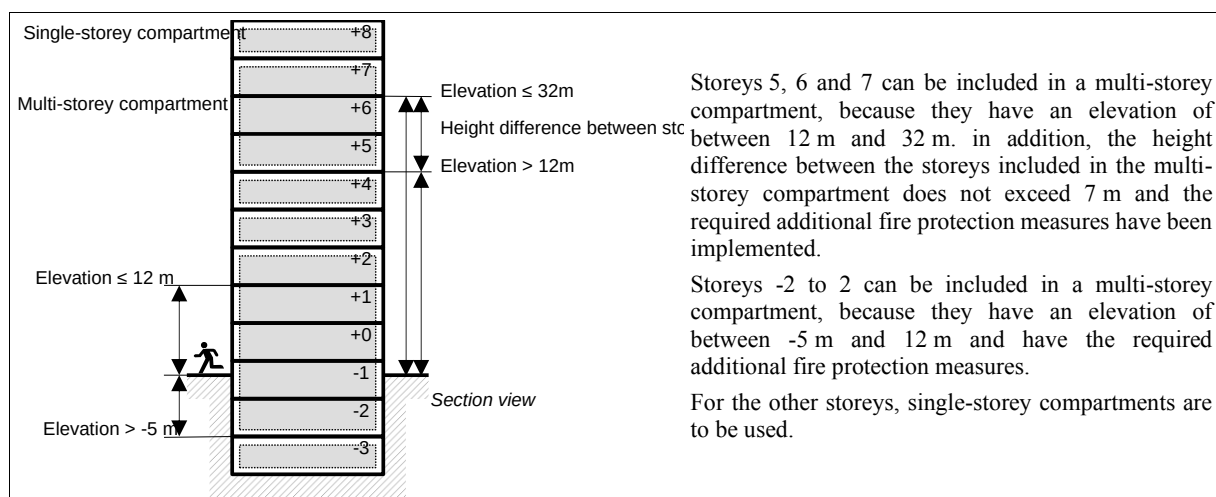 Single-storey compartment
+8
+7
Elevation ≤ 32m
Multi-storey compartment
+6
Height difference between sto
+5
Elevation > 12m
+4
+3
+2
Elevation ≤ 12 m
+1
+0
-1
-2
Section view
Elevation > -5 m
-3
Storeys 5, 6 and 7 can be included in a multi-storey
compartment, because they have an elevation of
between 12 m and 32 m. in addition, the height
difference between the storeys included in the multi-
storey compartment does not exceed 7 m and the
required additional fire protection measures have been
implemented.
Storeys -2 to 2 can be included in a multi-storey
compartment, because they have an elevation of
between -5 m and 12 m and have the required
additional fire protection measures.
For the other storeys, single-storey compartments are
to be used.